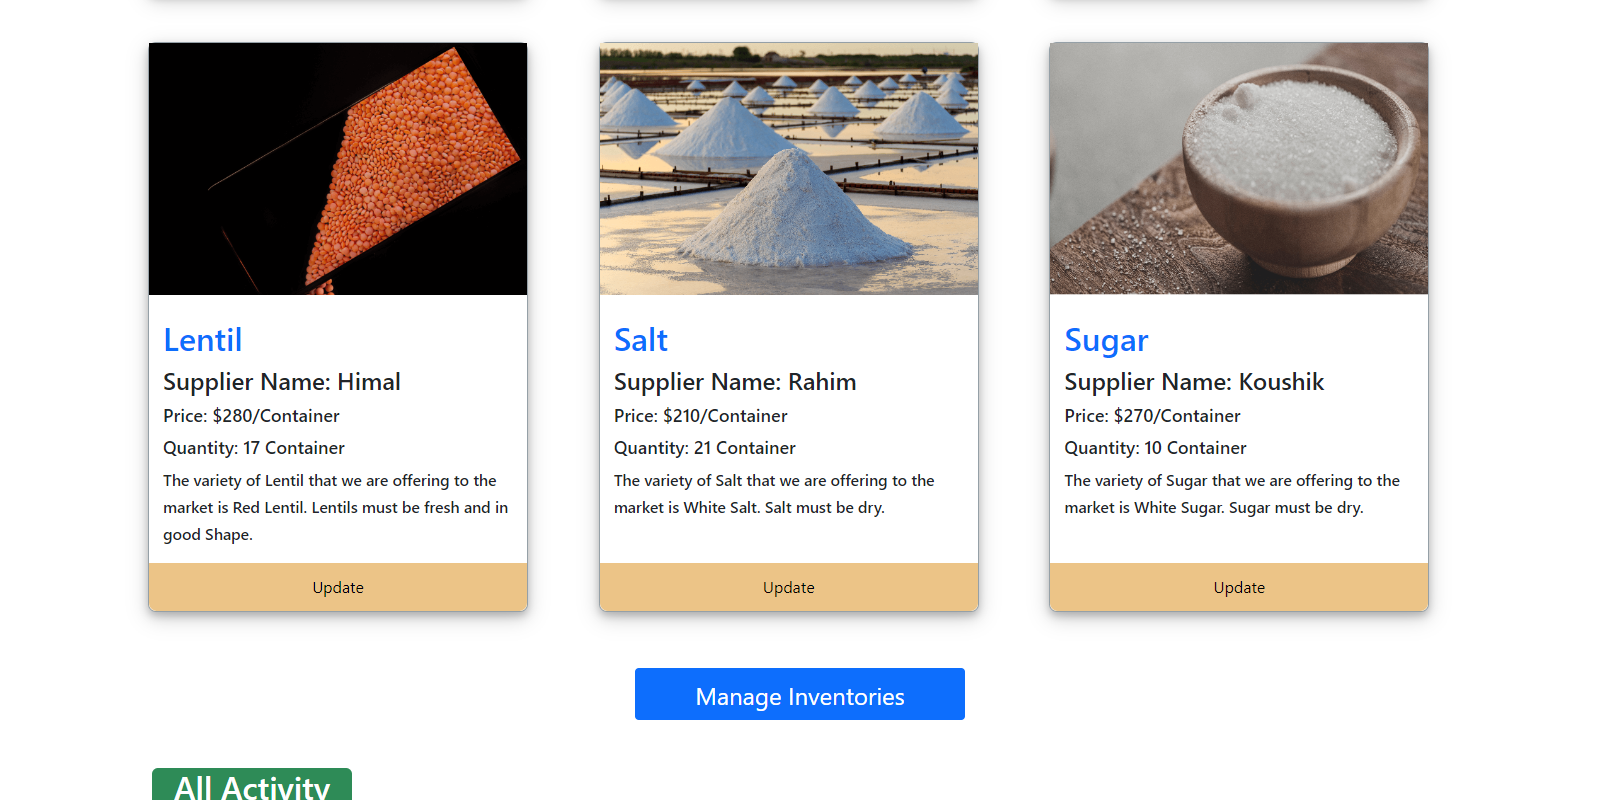 Lentil
Supplier Name: Himal
Price: $280/Container
Quantity: 17 Container
The variety of Lentil that we are offering to the
market is Red Lentil. Lentils must be fresh and in
good Shape.
Update
Salt
Supplier Name: Rahim
Price: $210/Container
Quantity: 21 Container
The variety of Salt that we are offering to the
market is White Salt. Salt must be dry.
Update
Sugar
Supplier Name: Koushik
Price: $270/Container
Quantity: 10 Container
The variety of Sugar that we are offering to the
market is White Sugar. Sugar must be dry.
Update
Manage Inventories
All Activity